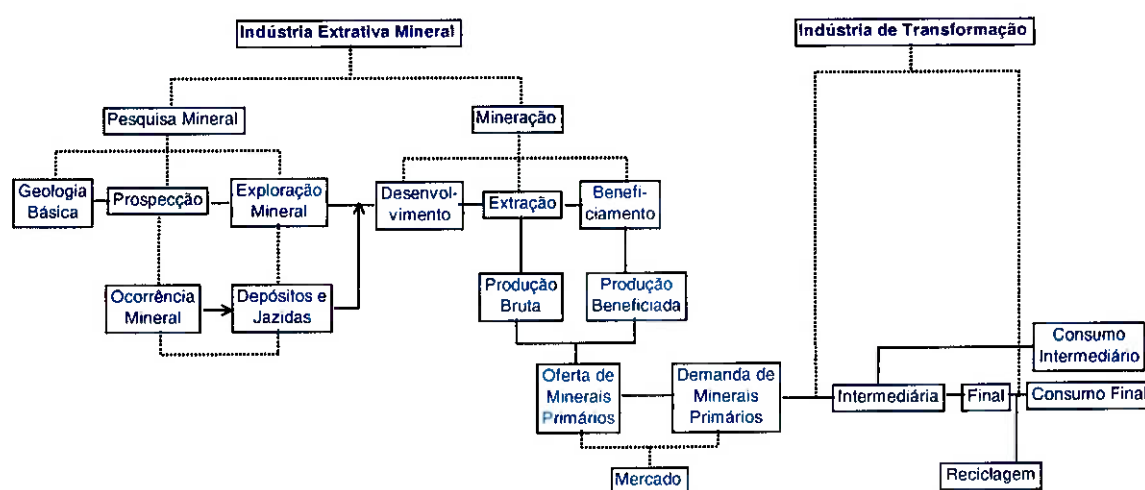 Indústria Extrativa Mineral
Indústria de Transformação
Pesquisa Mineral
Mineração
Geologia
Básica
Prospecção
Exploração
Mineral
Desenvol-
vimento
Extração
Benefi-
ciamento
Ocorrência
Mineral
Depósitos e
Jazidas
Produção
Bruta
Produção
Beneficiada
Oferta de
Minerais
Primários
Demanda de
Minerais
Primários
Mercado
Intermediária
Final
Consumo
Intermediário
Consumo Final
Reciclagem